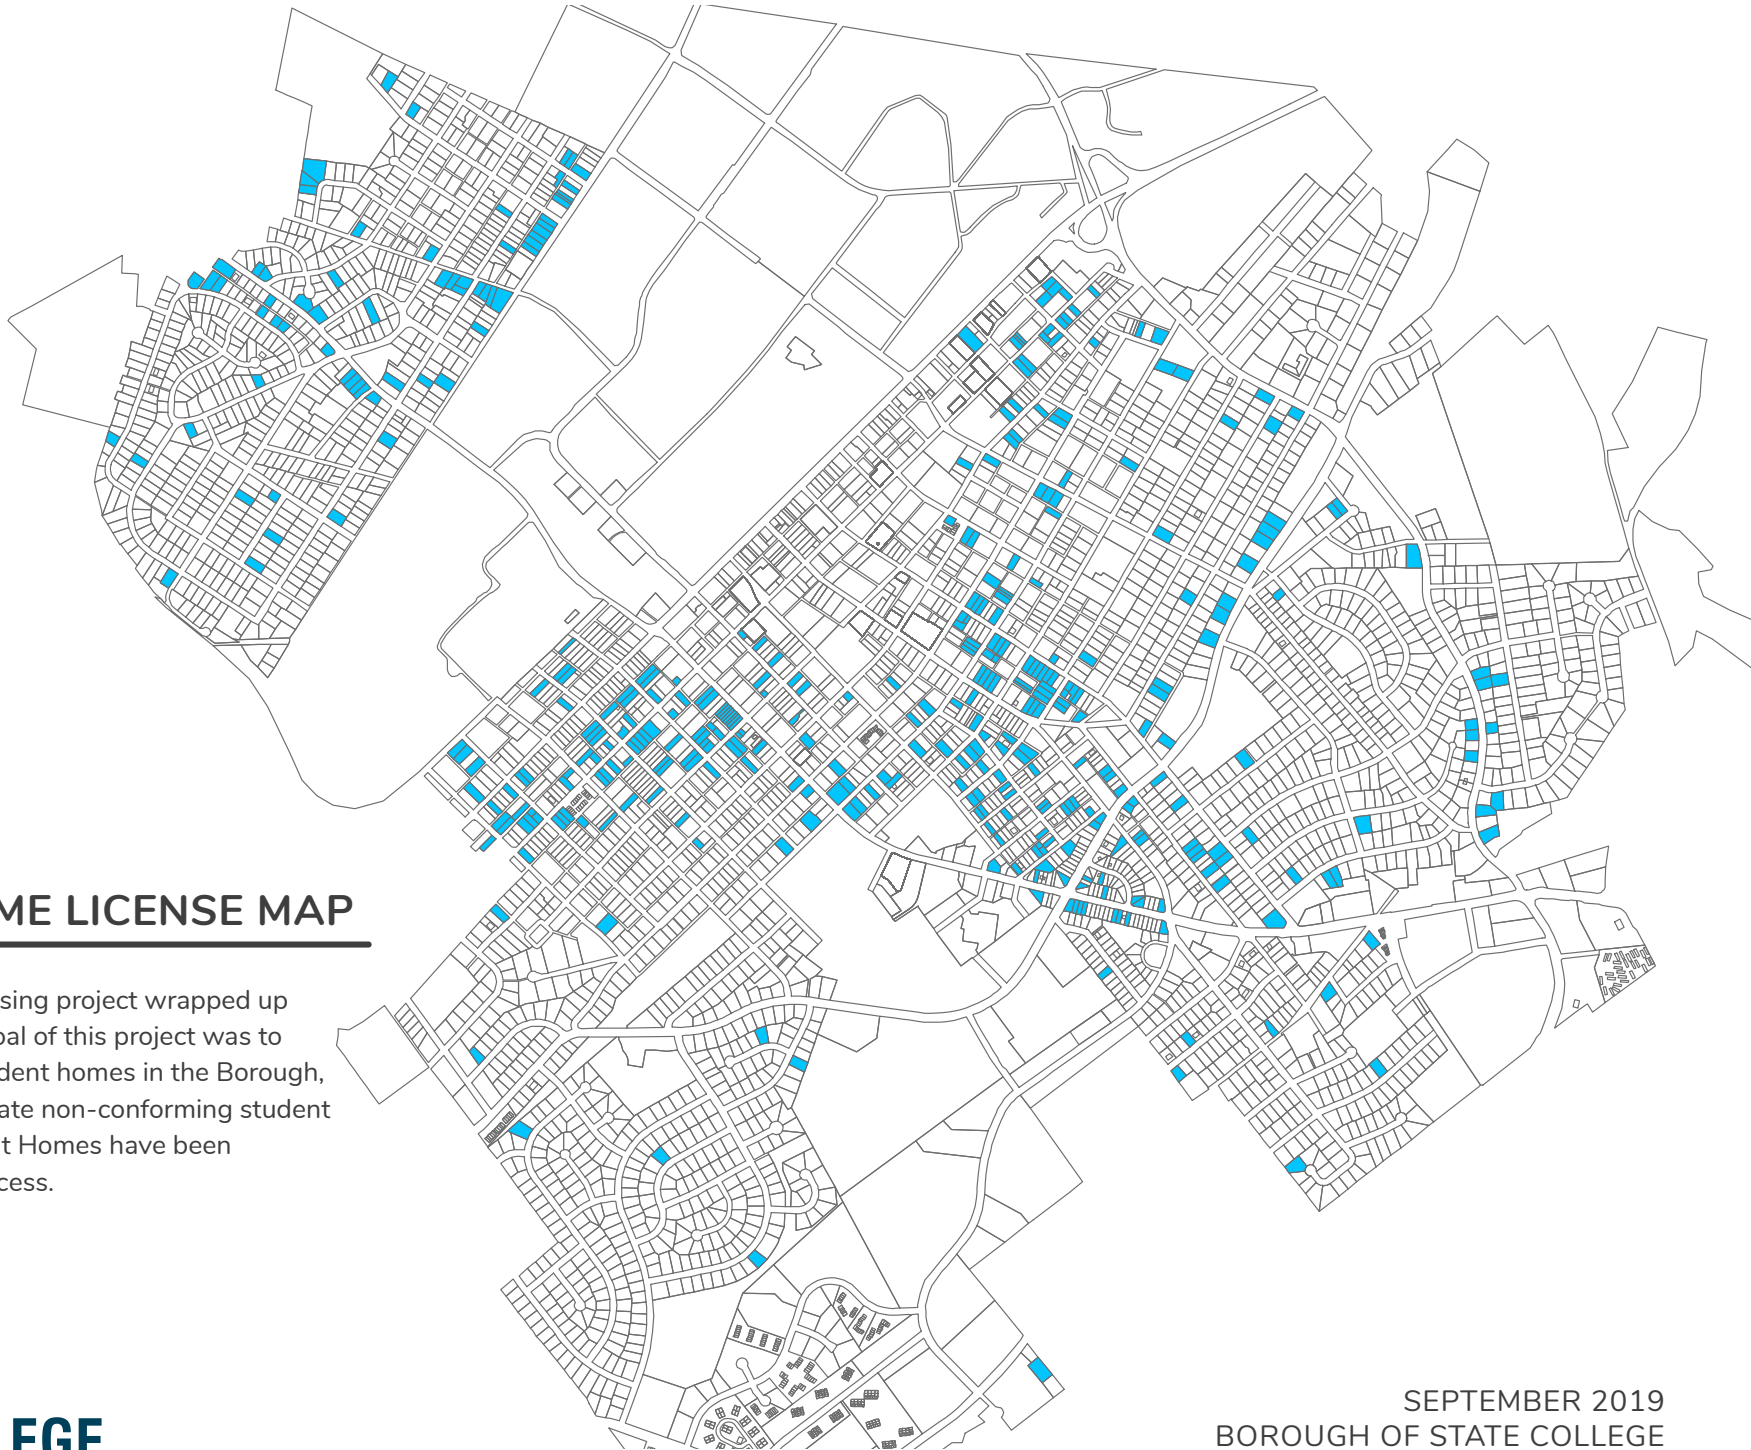 ME LICENSE MAP
sing project wrapped up
oal of this project was to
dent homes in the Borough,
ate non-conforming student
t Homes have been
cess.
LEGE
SEPTEMBER 2019
BOROUGH OF STATE COLLEGE